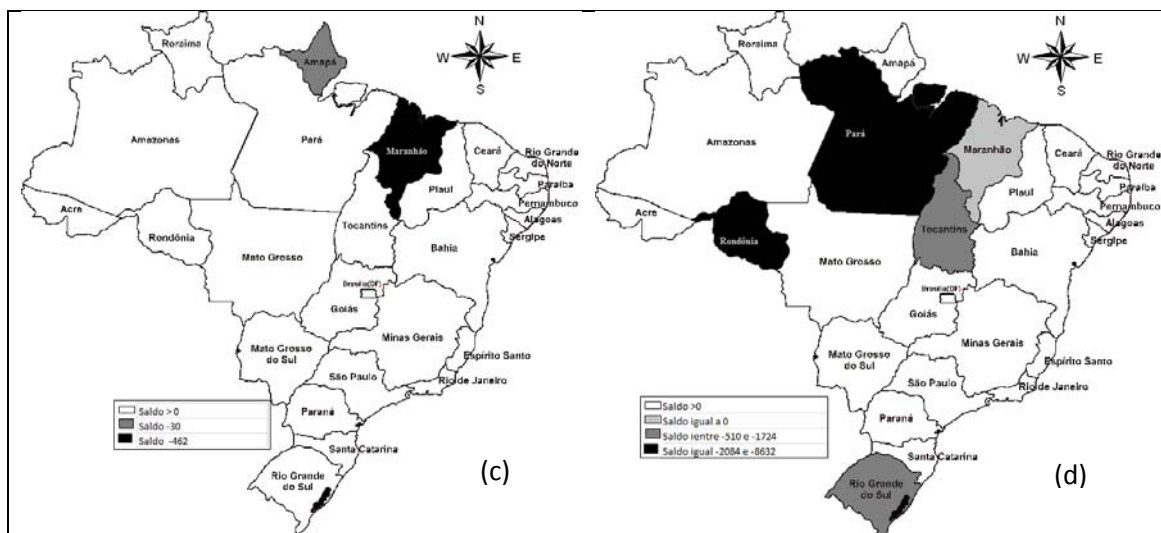 N
W E
S
Roraima
Amapá
Amazonas
Pará
Maranhão
Ceará
Rio Grande
do Norte
Paraíba
Piauí
Pernambuco
Acre
Alagoas
Sergipe
Rondônia
Tocantins
Bahia
Mato Grosso
Brasília(DF)
Goiás
Minas Gerais
Mato Grosso
do Sul
Espírito Santo
São Paulo
Rio de Janeiro
Paraná
Santa Catarina
Rio Grande
do Sul
Saldo > 0
Saldo -30
Saldo -462
(c)
N
W E
S
Roraima
Amapá
Amazonas
Pará
Maranhão
Ceará
Rio Grande
do Norte
Paraíba
Piauí
Pernambuco
Acre
Alagoas
Sergipe
Rondônia
Tocantins
Bahia
Mato Grosso
Brasília(DF)
Goiás
Minas Gerais
Mato Grosso
do Sul
Espírito Santo
São Paulo
Rio de Janeiro
Paraná
Santa Catarina
Rio Grande
do Sul
Saldo >0
Saldo igual a 0
Saldo ientre -510 e -1724
Saldo igual -2084 e -8632
(d)